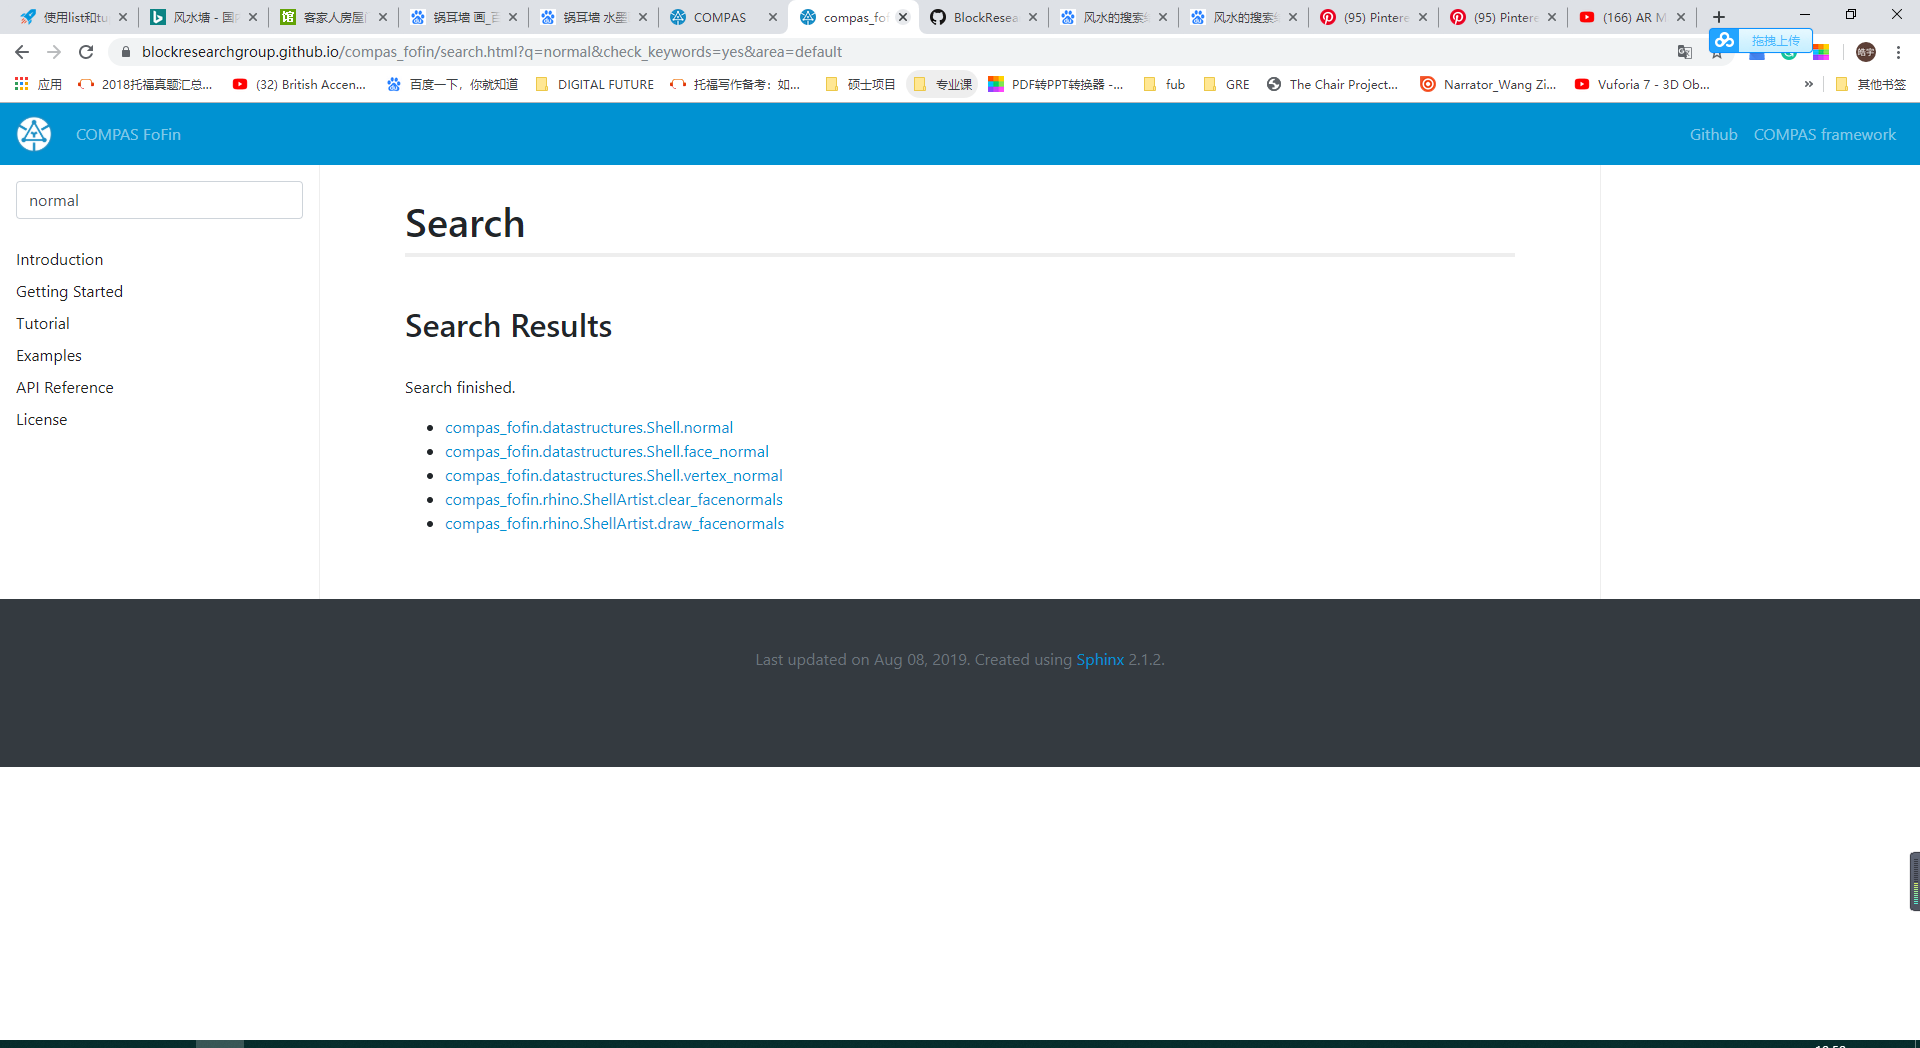 使用list和tu
风水塘 - 国
客家人房屋
锅耳墙 画_百
锅耳墙 水墨
COMPAS
compas_fo
BlockResea
风水的搜索
风水的搜索
(95) Pintere
(95) Pintere
(166) AR M
blockresearchgroup.github.io/compas_fofin/search.html?q=normal&check_keywords=yes&area=default
拖拽上传
皓宇
应用
2018托福真题汇总...
(32) British Accen...
百度一下，你就知道
DIGITAL FUTURE
托福写作备考：如...
硕士项目
专业课
PDF转PPT转换器 -...
fub
GRE
The Chair Project...
Narrator_Wang Zi...
Vuforia 7 - 3D Ob...
»
其他书签
COMPAS FoFin
Github
COMPAS framework
normal
Introduction
Getting Started
Tutorial
Examples
API Reference
License
Search
Search Results
Search finished.
compas_fofin.datastructures.Shell.normal
compas_fofin.datastructures.Shell.face_normal
compas_fofin.datastructures.Shell.vertex_normal
compas_fofin.rhino.ShellArtist.clear_facenormals
compas_fofin.rhino.ShellArtist.draw_facenormals
Last updated on Aug 08, 2019. Created using Sphinx 2.1.2.